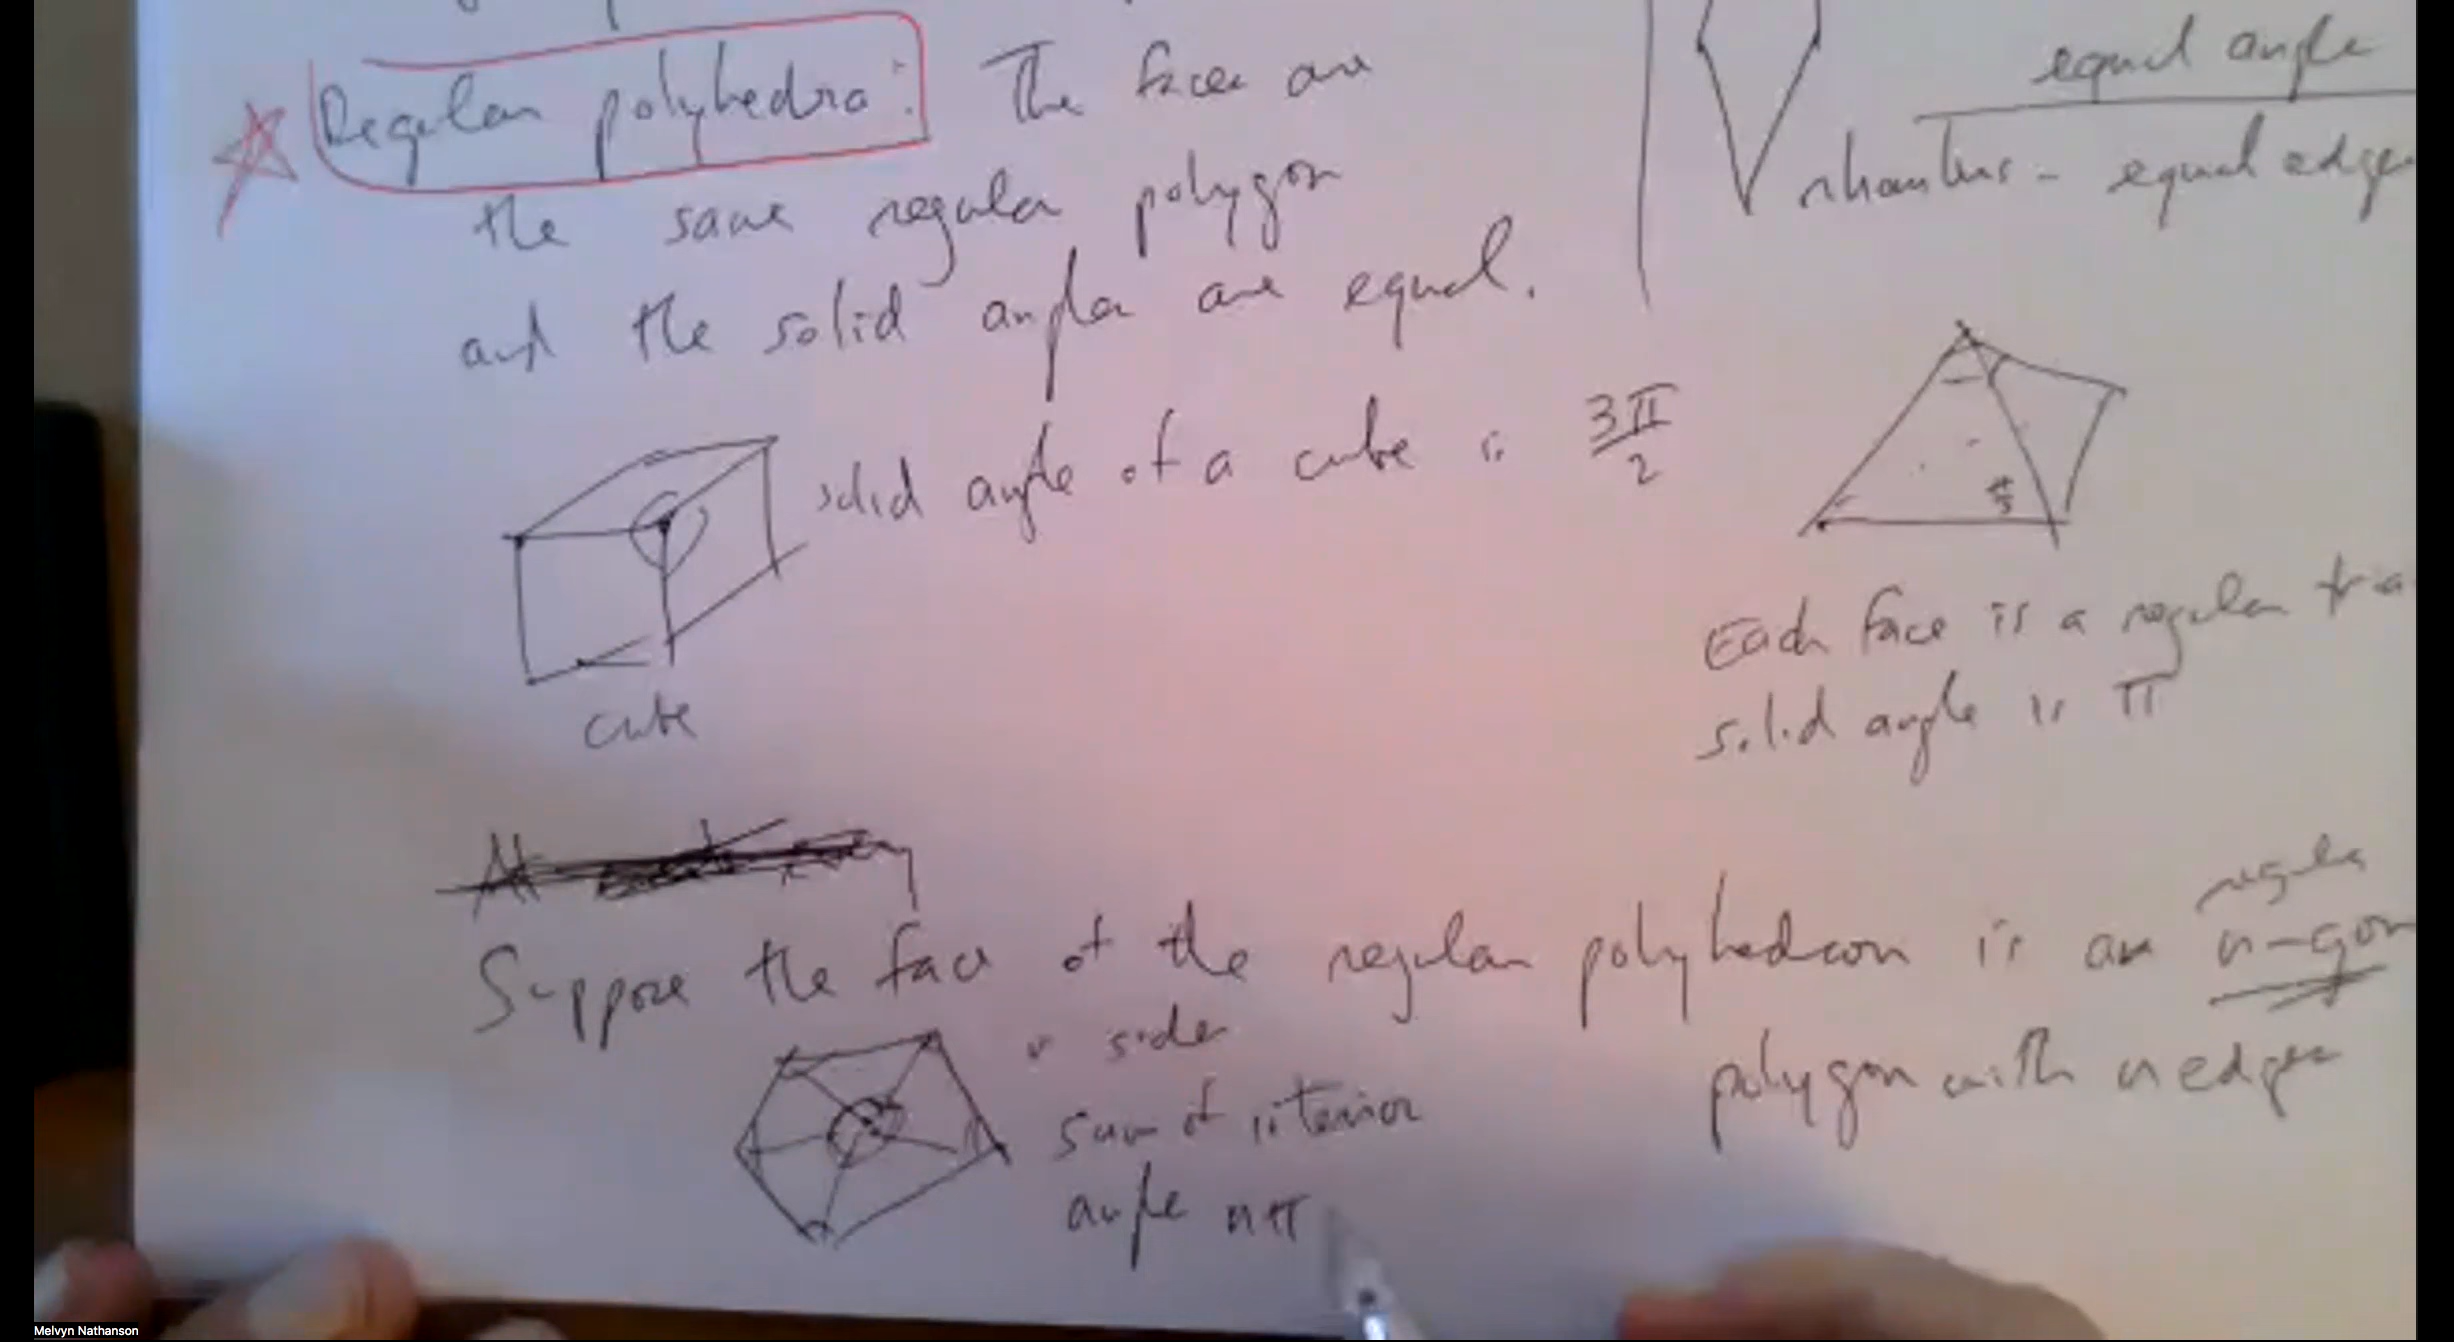 Regular polyhedra: The faces are
the same regular polygon
and the solid angles are equal.
equal angle
rhombus - equal edges
solid angle of a cube is 3π/2
cube
π/3
Each face is a regular
solid angle is π
Suppose the face of the regular polyhedron is an regular n-gon
polygon with n edges
n sides
sum of interior
angle nπ
Melvyn Nathanson